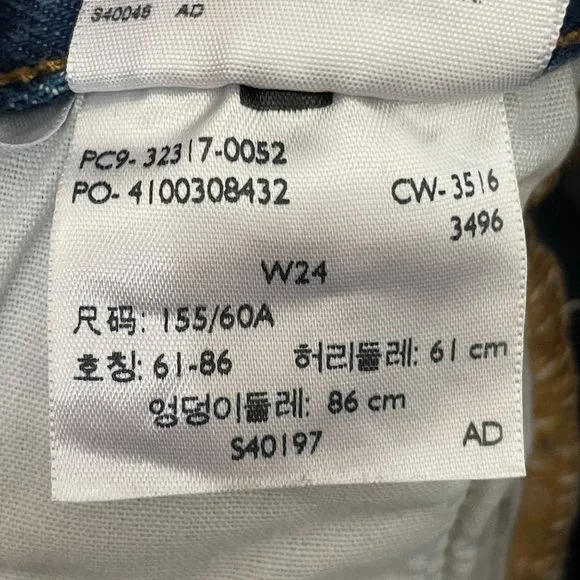 S40048 AD
PC9- 32317-0052
PO- 4100308432 CW- 3516
3496
W24
尺码: 155/60A
호칭: 61-86 허리둘레: 61 cm
엉덩이둘레: 86 cm
S40197 AD